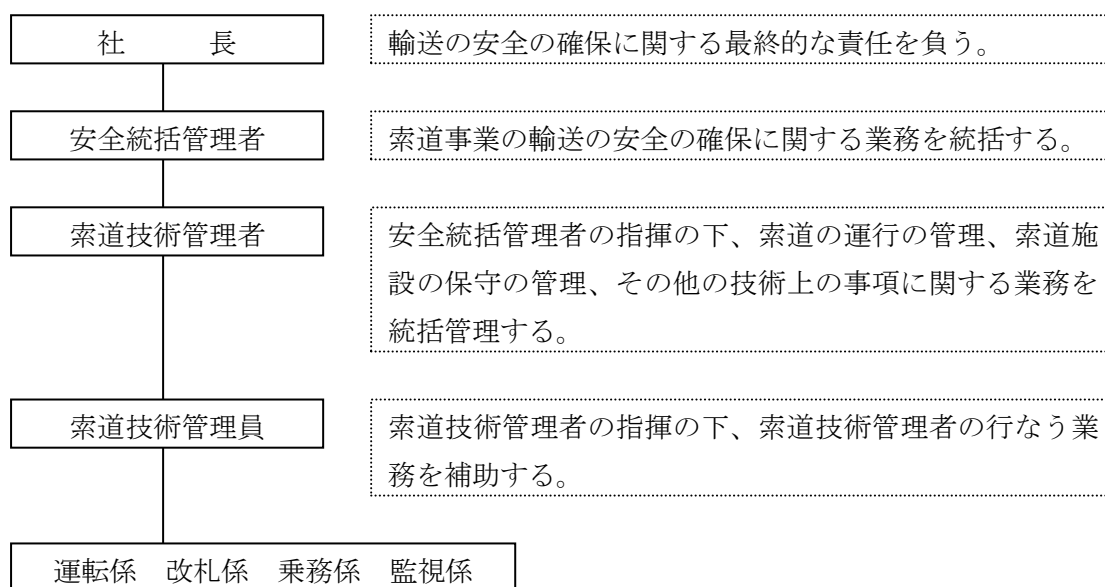 社　　長
輸送の安全の確保に関する最終的な責任を負う。
安全統括管理者
索道事業の輸送の安全の確保に関する業務を統括する。
索道技術管理者
安全統括管理者の指揮の下、索道の運行の管理、索道施
設の保守の管理、その他の技術上の事項に関する業務を
統括管理する。
索道技術管理員
索道技術管理者の指揮の下、索道技術管理者の行なう業
務を補助する。
運転係　改札係　乗務係　監視係